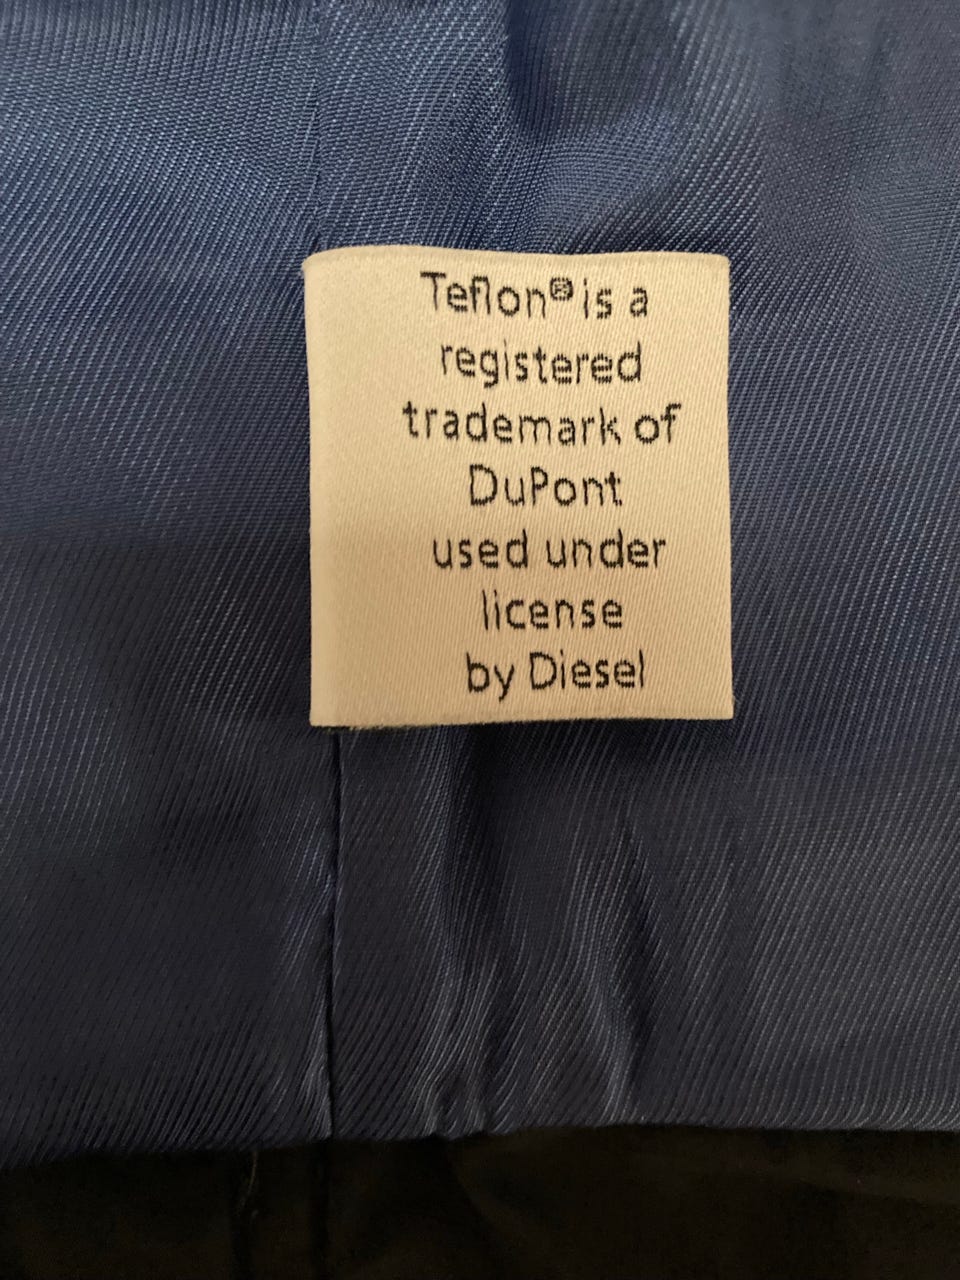 Teflon® is a
registered
trademark of
DuPont
used under
license
by Diesel